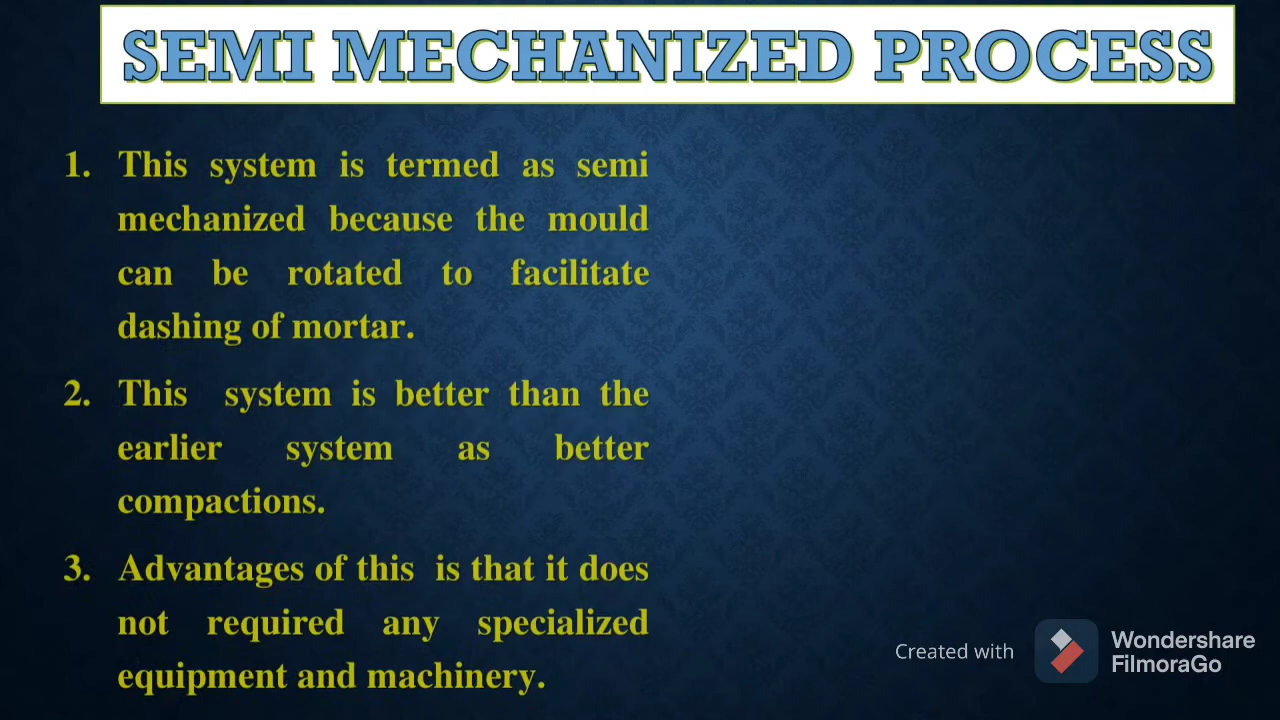 SEMI MECHANIZED PROCESS
1. This system is termed as semi
mechanized because the mould
can be rotated to facilitate
dashing of mortar.
2. This system is better than the
earlier system as better
compactions.
3. Advantages of this is that it does
not required any specialized
equipment and machinery.
Created with
Wondershare
FilmoraGo